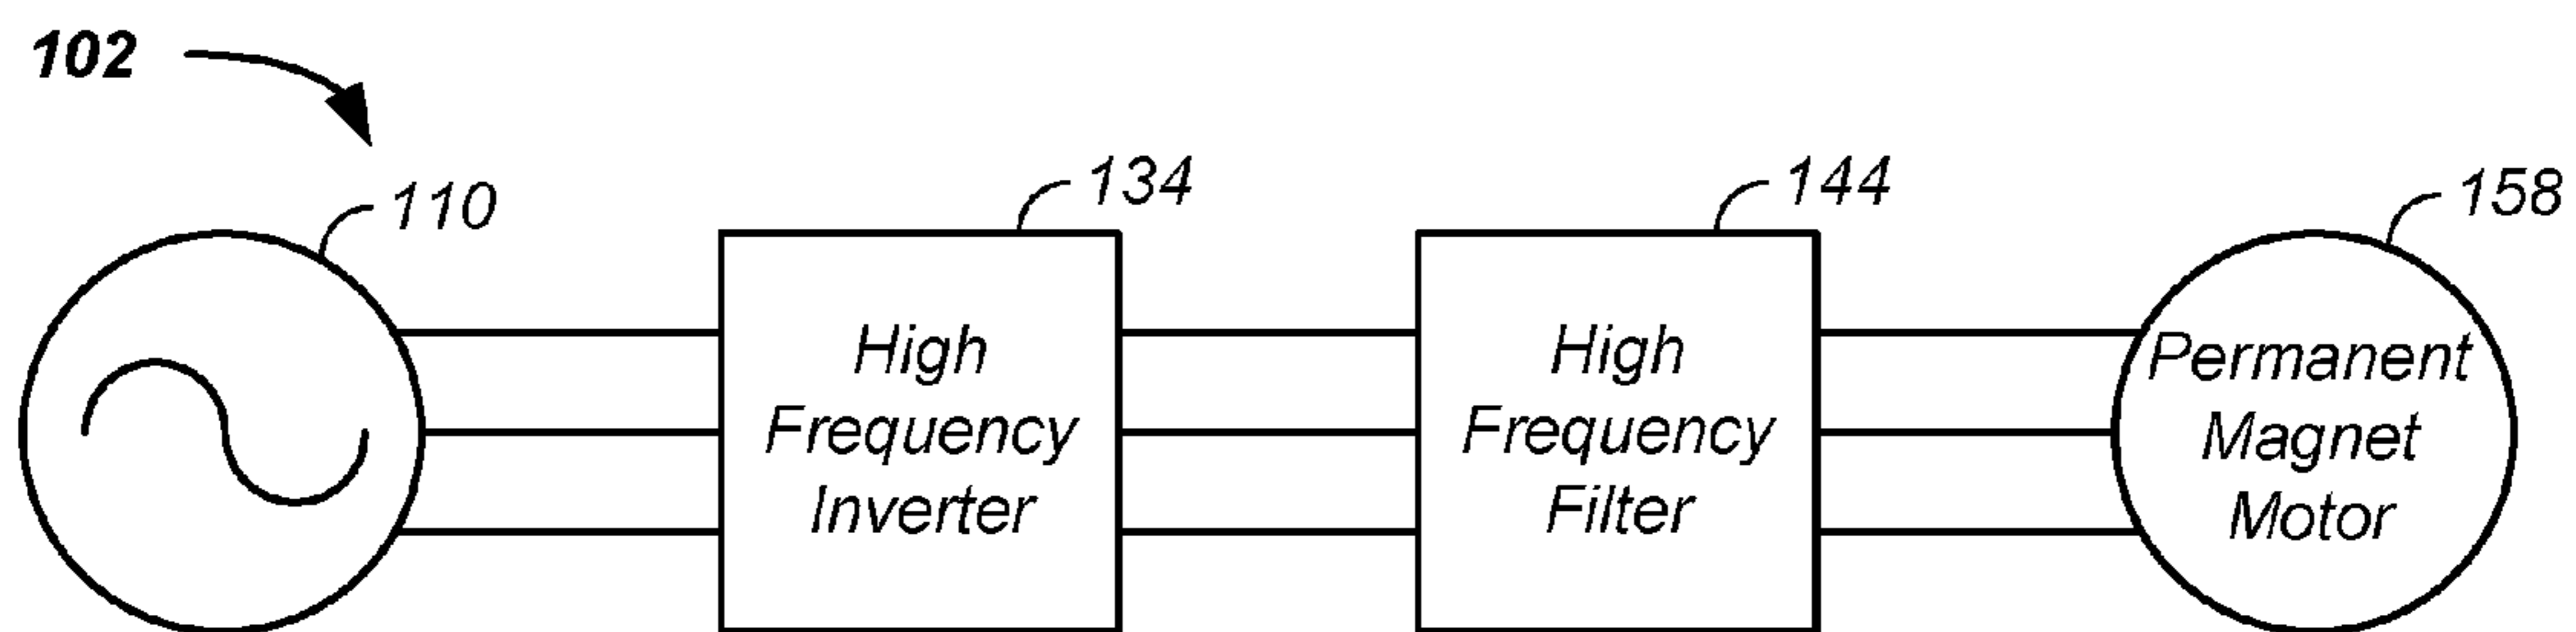 102
110
134
144
158
High
Frequency
Inverter
High
Frequency
Filter
Permanent
Magnet
Motor